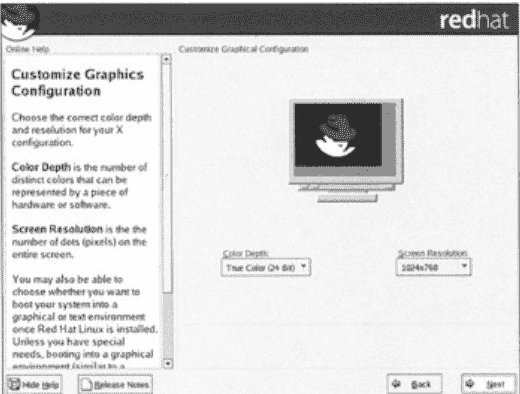 redhat
Online Help
Customize Graphical Configuration
Customize Graphics
Configuration
Choose the correct color depth
and resolution for your X
configuration.
Color Depth is the number of
distinct colors that can be
represented by a piece of
hardware or software.
Screen Resolution is the the
number of dots (pixels) on the
entire screen.
You may also be able to
choose whether you want to
boot your system into a
graphical or text environment
once Red Hat Linux is installed.
Unless you have special
needs, booting into a graphical
environment (similar to a
Color Depth:
True Color (24 Bit)
Screen Resolution:
1024x768
Hide Help
Release Notes
Back
Next